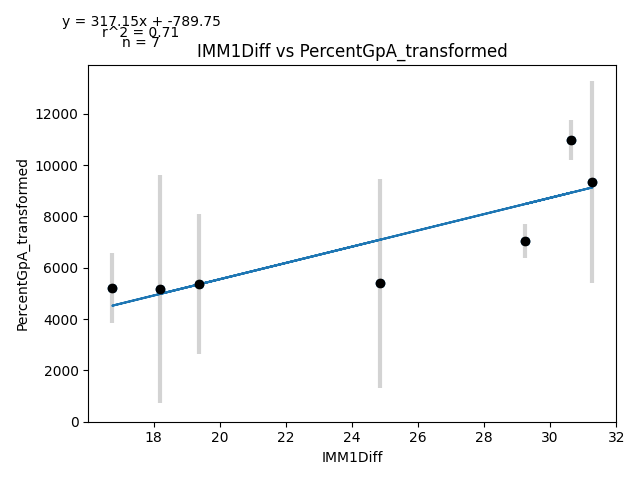 y = 317.15x + -789.75
r^2 = 0.71
n = 7
IMM1Diff vs PercentGpA_transformed
PercentGpA_transformed
12000
10000
8000
6000
4000
2000
0
18 20 22 24 26 28 30 32
IMM1Diff